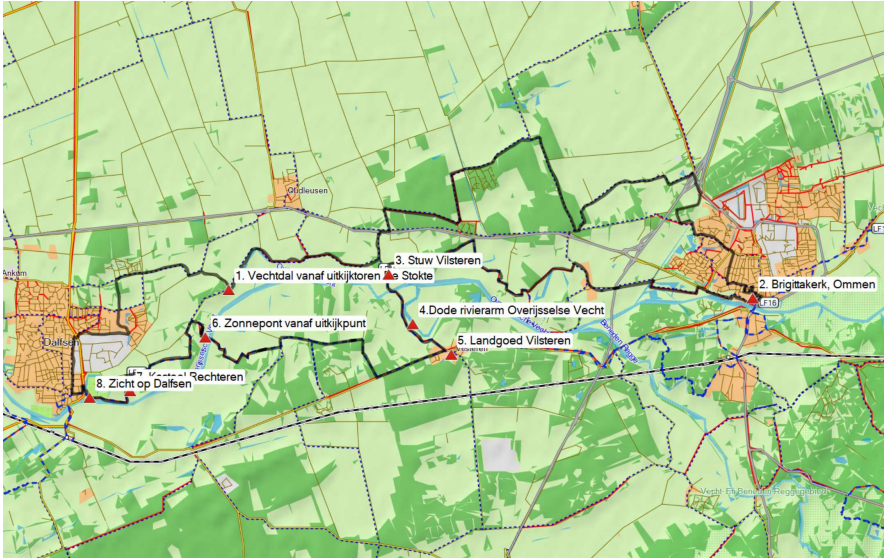 Oudleusen
Ankum
3. Stuw Vilsteren
1. Vechtdal vanaf uitkijktoren De Stokte
2. Brigittakerk, Ommen
LF16
4.Dode rivierarm Overijsselse Vecht
6. Zonnepont vanaf uitkijkpunt
5. Landgoed Vilsteren
Vilsteren
Dalfsen
7. Kasteel Rechteren
8. Zicht op Dalfsen
Beneden Regge
Vecht- En Beneden Reggegebied